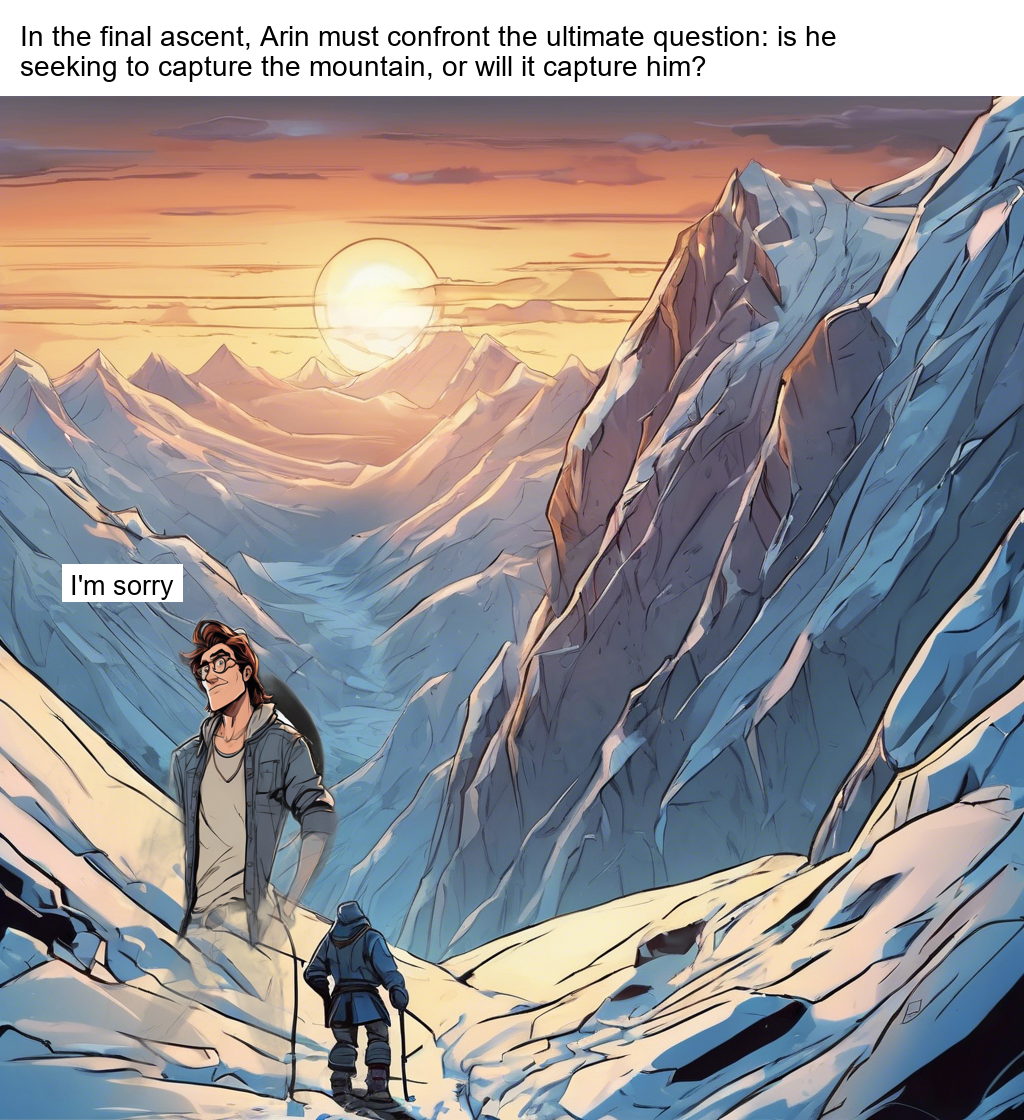 In the final ascent, Arin must confront the ultimate question: is he
seeking to capture the mountain, or will it capture him?
I'm sorry